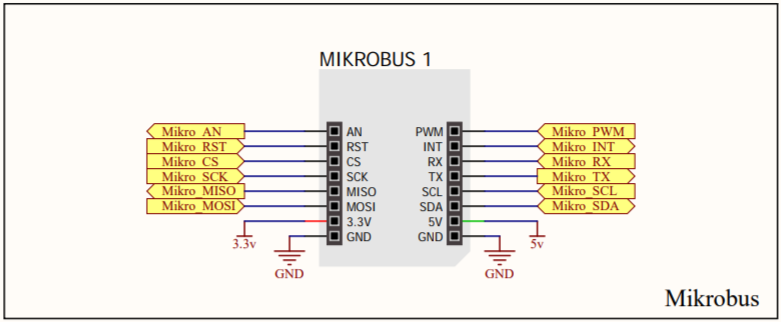 MIKROBUS 1
Mikro_AN AN PWM Mikro_PWM
Mikro_RST RST INT Mikro_INT
Mikro_CS CS RX Mikro_RX
Mikro_SCK SCK TX Mikro_TX
Mikro_MISO MISO SCL Mikro_SCL
Mikro_MOSI MOSI SDA Mikro_SDA
3.3V 5V
3.3v GND GND 5v
GND GND
Mikrobus